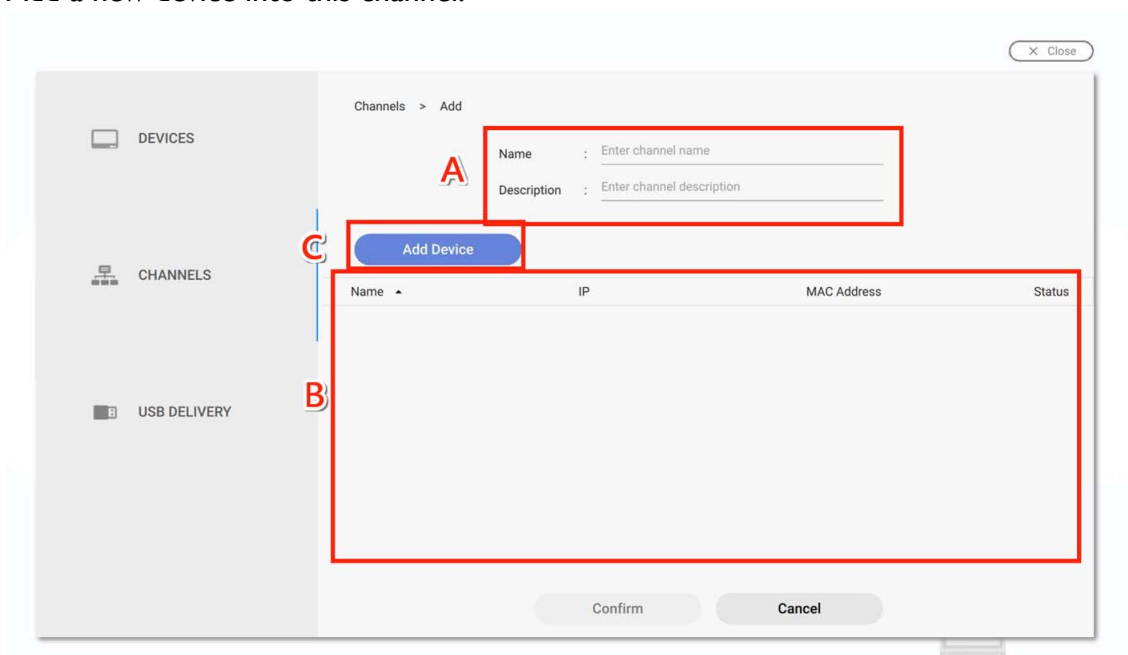 Add a new device into this channel.
× Close
Channels > Add
DEVICES
A
Name : Enter channel name
Description : Enter channel description
C
Add Device
CHANNELS
Name ▲ IP MAC Address Status
B
USB DELIVERY
Confirm Cancel